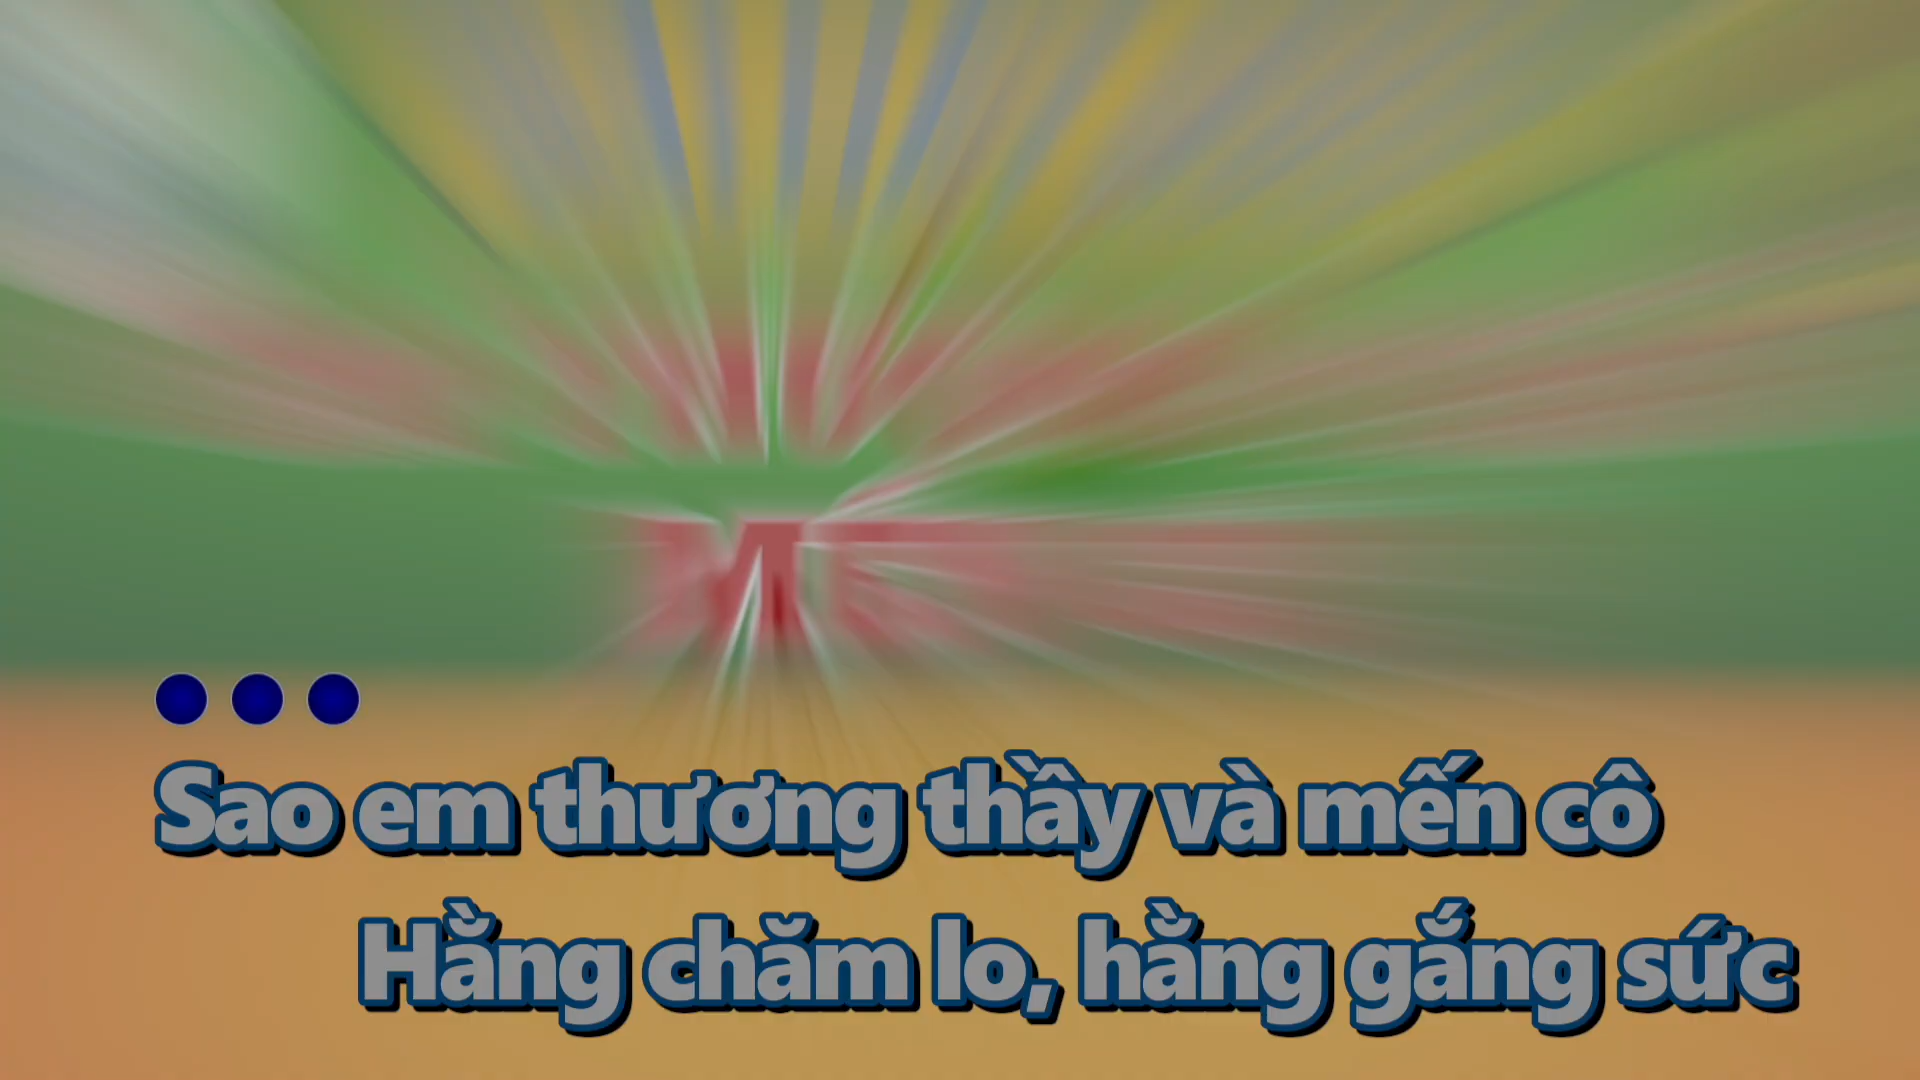 Sao em thương thầy và mến cô
Hằng chăm lo, hằng gắng sức